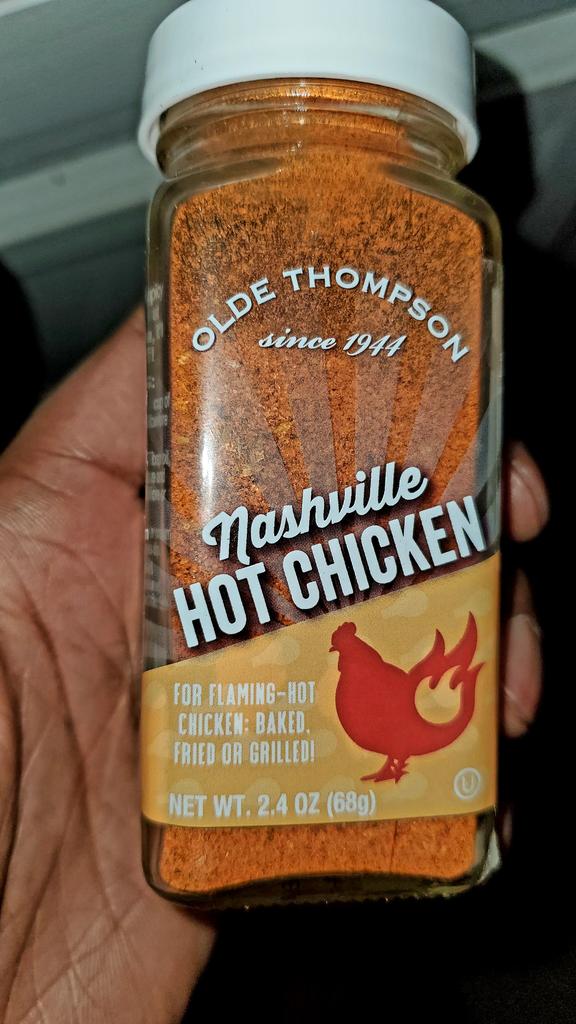 OLDE THOMPSON
since 1944
Nashville
HOT CHICKEN
FOR FLAMING-HOT
CHICKEN: BAKED,
FRIED OR GRILLED!
U
NET WT. 2.4 OZ (68g)